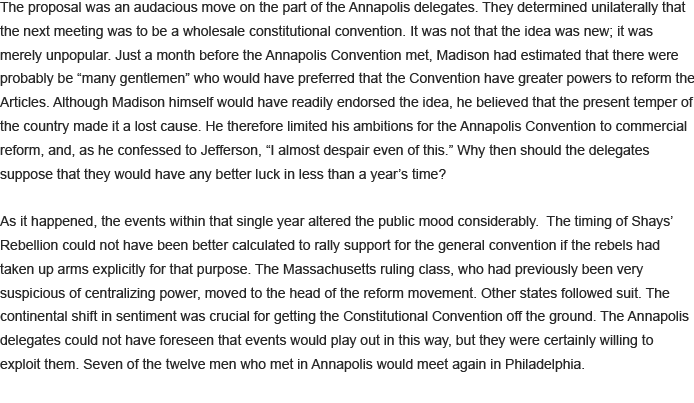 The proposal was an audacious move on the part of the Annapolis delegates. They determined unilaterally that
the next meeting was to be a wholesale constitutional convention. It was not that the idea was new; it was
merely unpopular. Just a month before the Annapolis Convention met, Madison had estimated that there were
probably be “many gentlemen” who would have preferred that the Convention have greater powers to reform the
Articles. Although Madison himself would have readily endorsed the idea, he believed that the present temper of
the country made it a lost cause. He therefore limited his ambitions for the Annapolis Convention to commercial
reform, and, as he confessed to Jefferson, “I almost despair even of this.” Why then should the delegates
suppose that they would have any better luck in less than a year’s time?

As it happened, the events within that single year altered the public mood considerably.  The timing of Shays’
Rebellion could not have been better calculated to rally support for the general convention if the rebels had
taken up arms explicitly for that purpose. The Massachusetts ruling class, who had previously been very
suspicious of centralizing power, moved to the head of the reform movement. Other states followed suit. The
continental shift in sentiment was crucial for getting the Constitutional Convention off the ground. The Annapolis
delegates could not have foreseen that events would play out in this way, but they were certainly willing to
exploit them. Seven of the twelve men who met in Annapolis would meet again in Philadelphia.